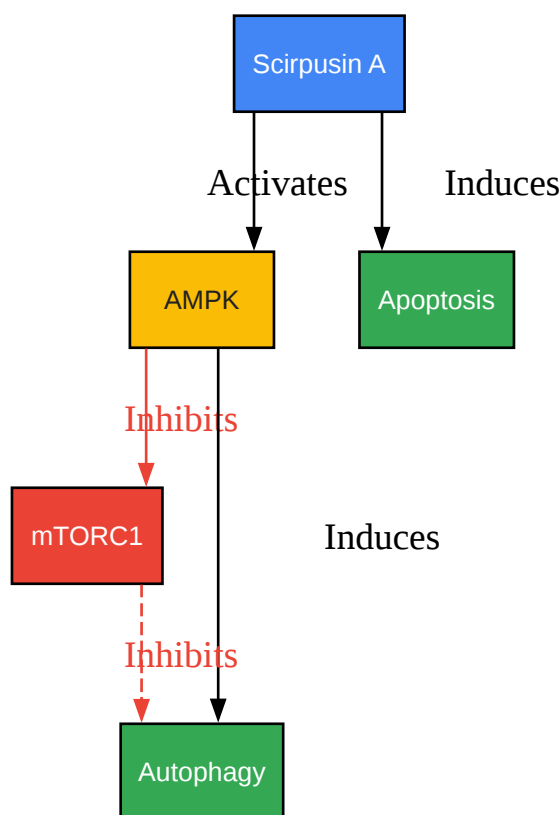 Scirpusin A
Activates
Induces
AMPK
Apoptosis
Inhibits
mTORC1
Induces
Inhibits
Autophagy